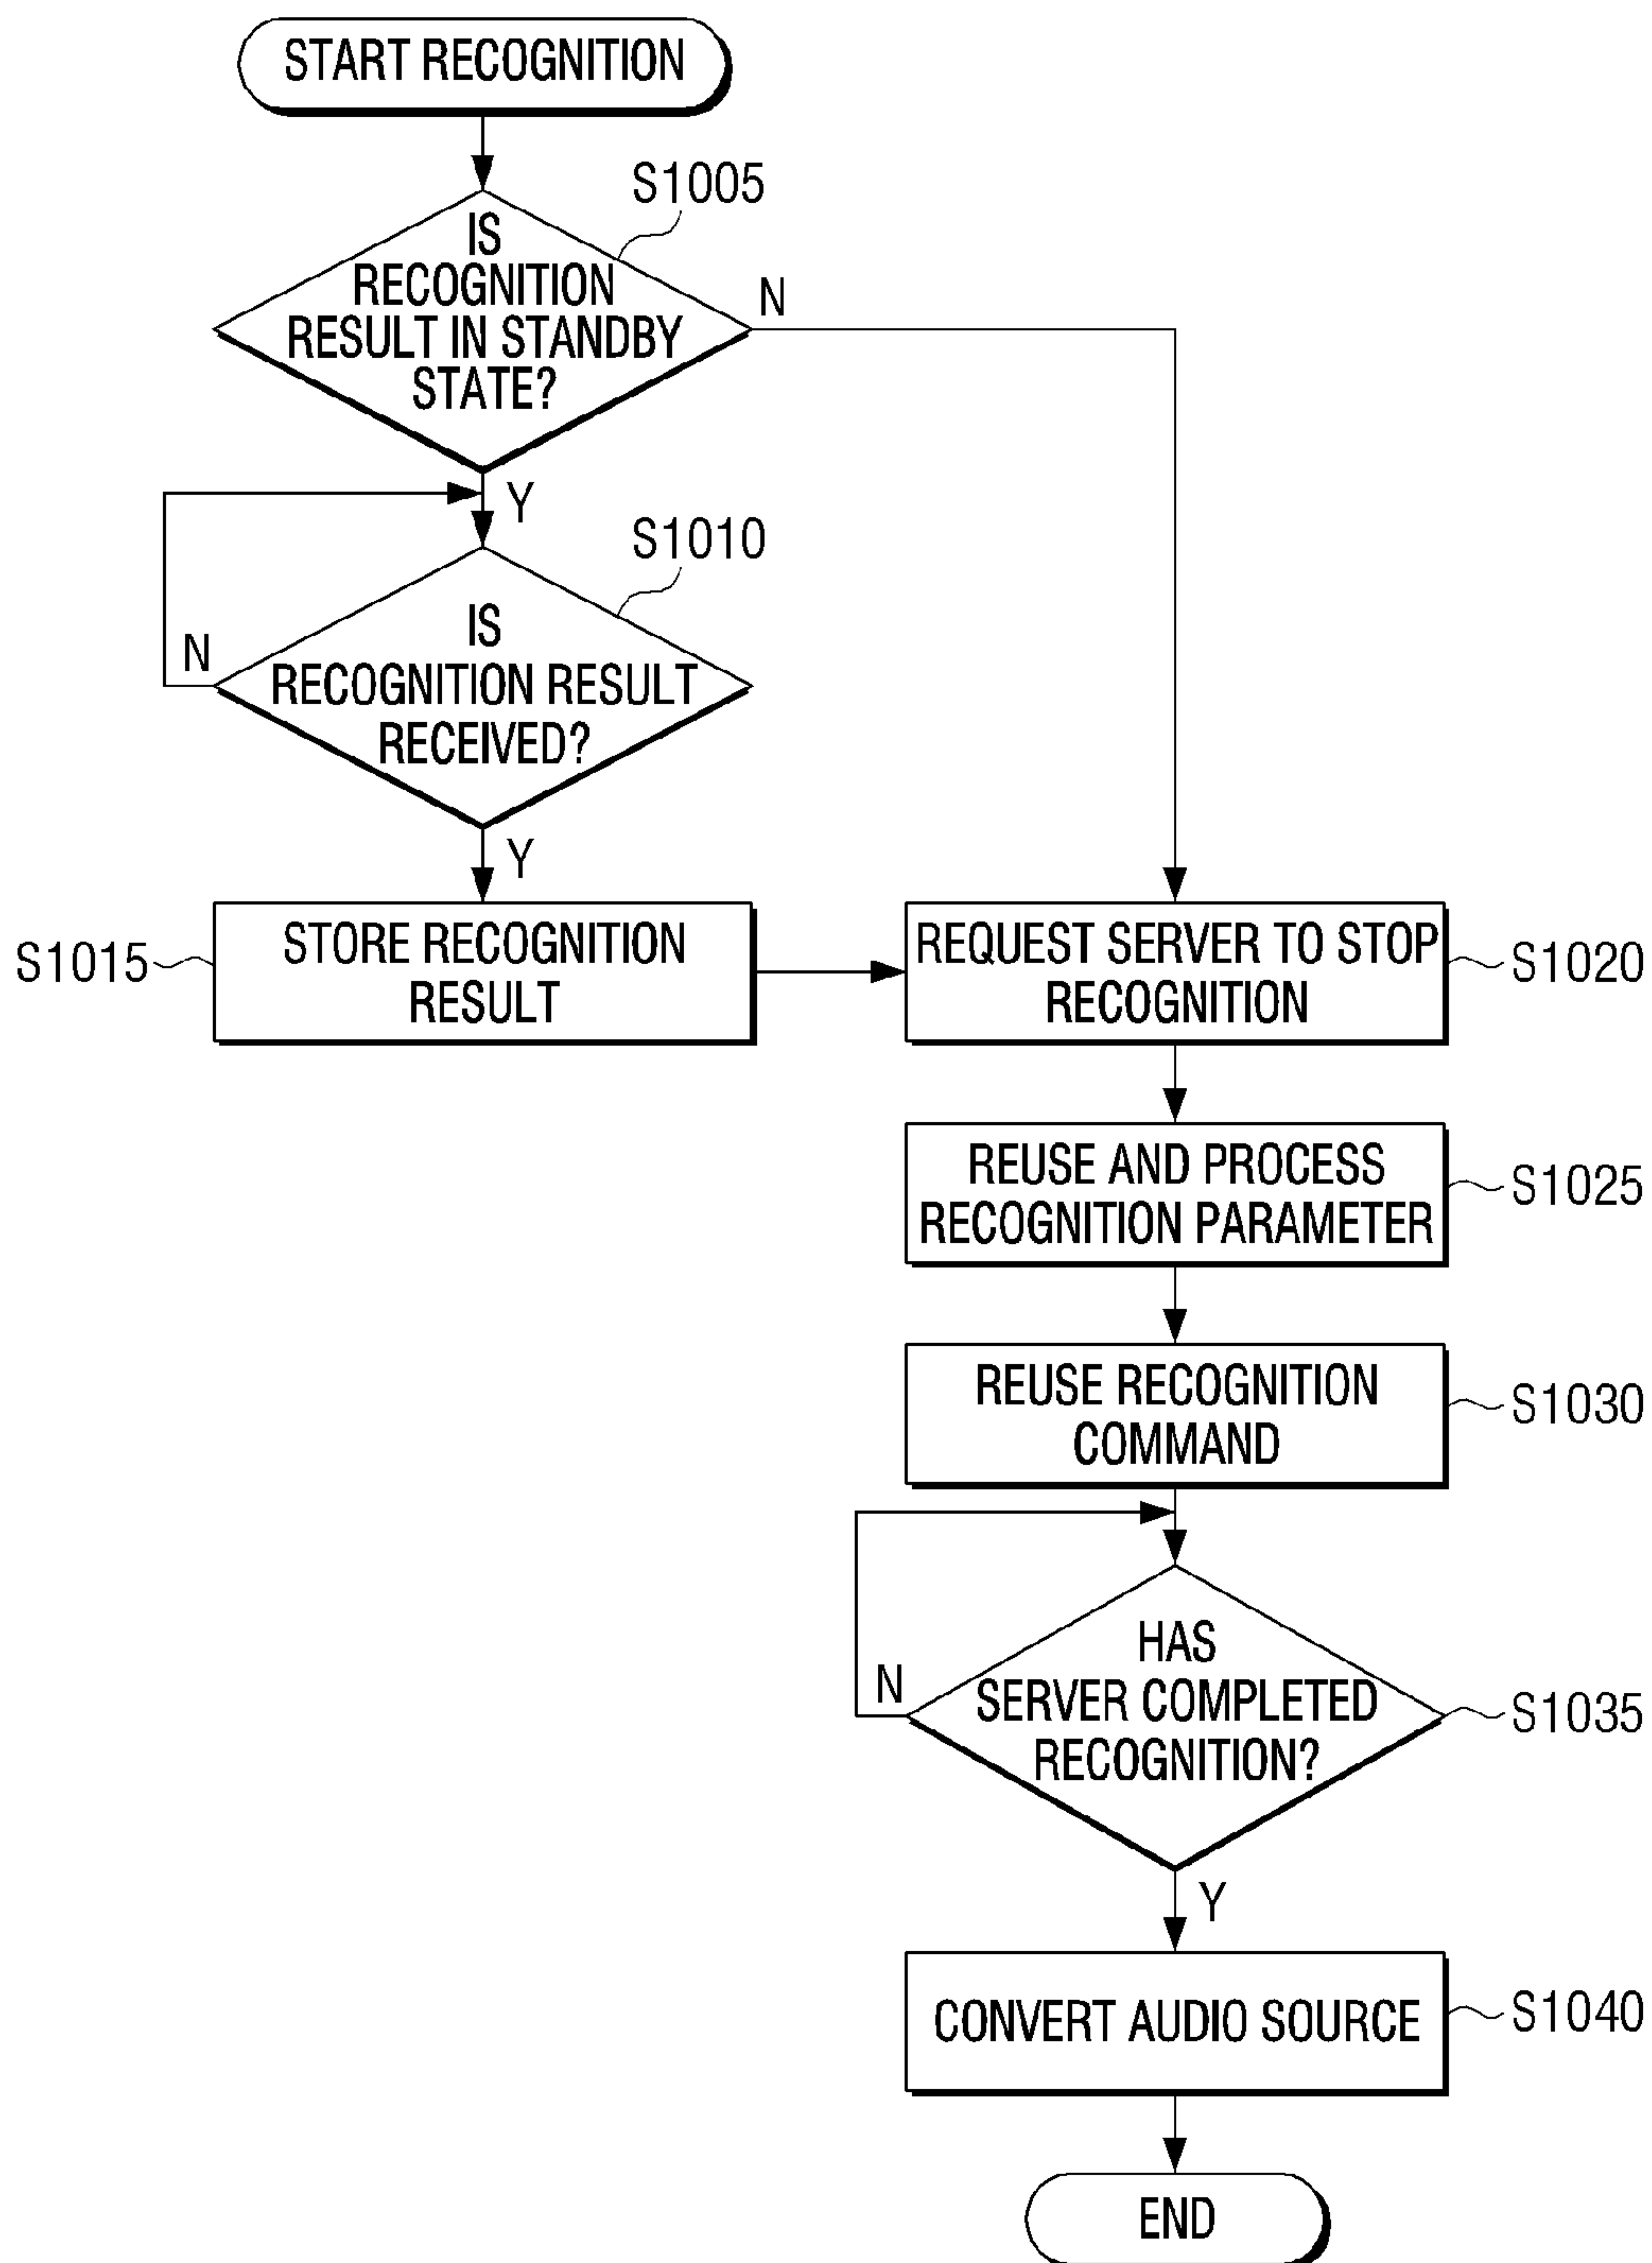 START RECOGNITION
S1005
IS
RECOGNITION
RESULT IN STANDBY
STATE?
N
Y
S1010
IS
RECOGNITION RESULT
RECEIVED?
N
Y
S1015
STORE RECOGNITION
RESULT
REQUEST SERVER TO STOP
RECOGNITION
S1020
REUSE AND PROCESS
RECOGNITION PARAMETER
S1025
REUSE RECOGNITION
COMMAND
S1030
HAS
SERVER COMPLETED
RECOGNITION?
N
S1035
Y
CONVERT AUDIO SOURCE
S1040
END